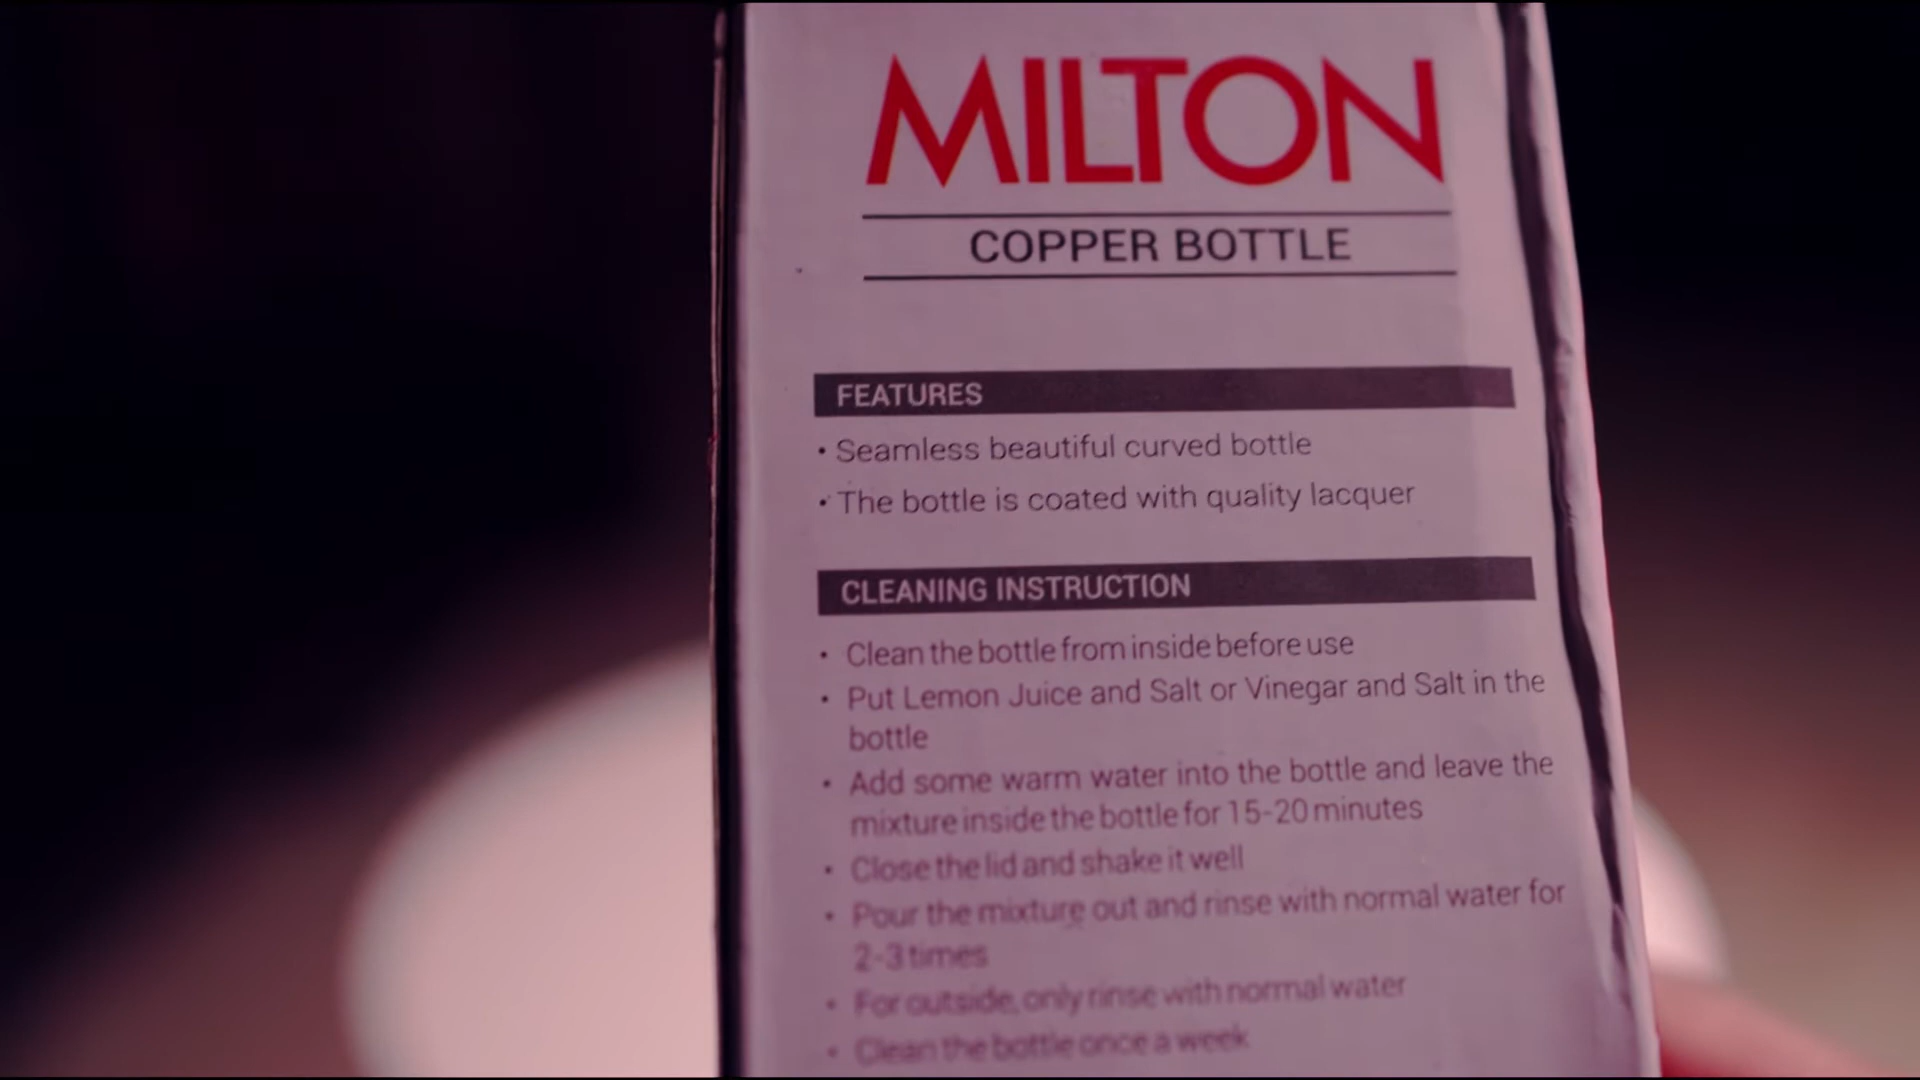 MILTON
COPPER BOTTLE
FEATURES
• Seamless beautiful curved bottle
• The bottle is coated with quality lacquer
CLEANING INSTRUCTION
• Clean the bottle from inside before use
• Put Lemon Juice and Salt or Vinegar and Salt in the
bottle
• Add some warm water into the bottle and leave the
mixture inside the bottle for 15-20 minutes
• Close the lid and shake it well
• Pour the mixture out and rinse with normal water for
2-3 times
• For outside, only rinse with normal water
• Clean the bottle once a week